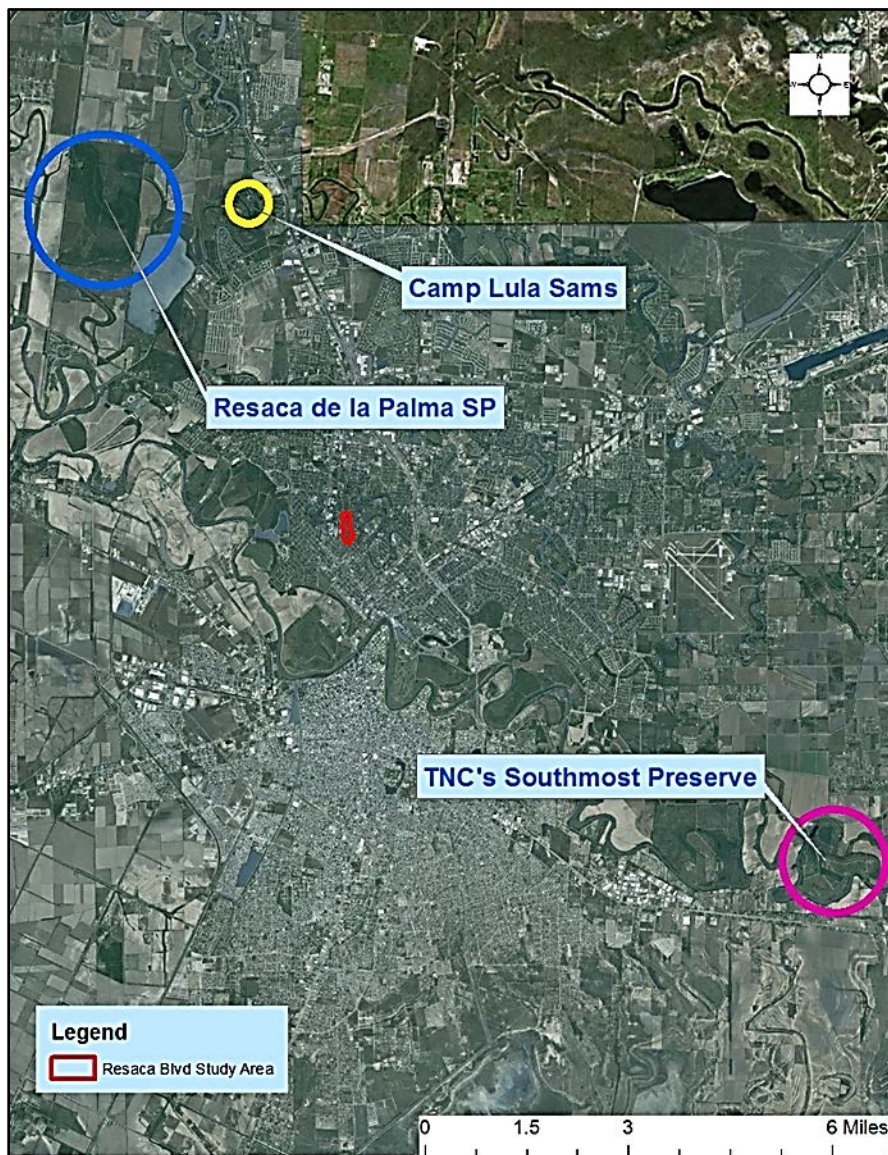 N
W E
S
Camp Lula Sams
Resaca de la Palma SP
TNC's Southmost Preserve
Legend
Resaca Blvd Study Area
0 1.5 3 6 Miles